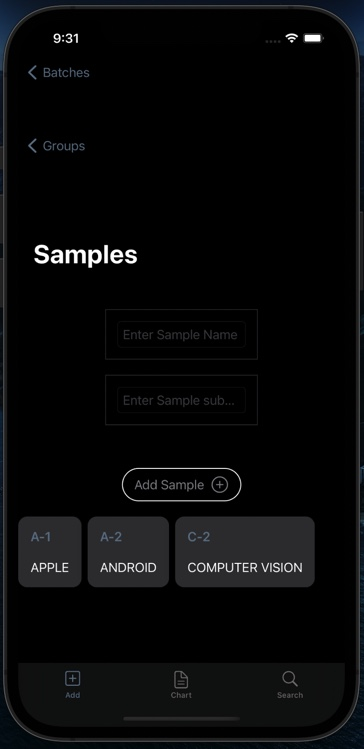 9:31
Batches
Groups
Samples
Enter Sample Name
Enter Sample sub...
Add Sample
A-1 A-2 C-2
APPLE ANDROID COMPUTER VISION
Add Chart Search